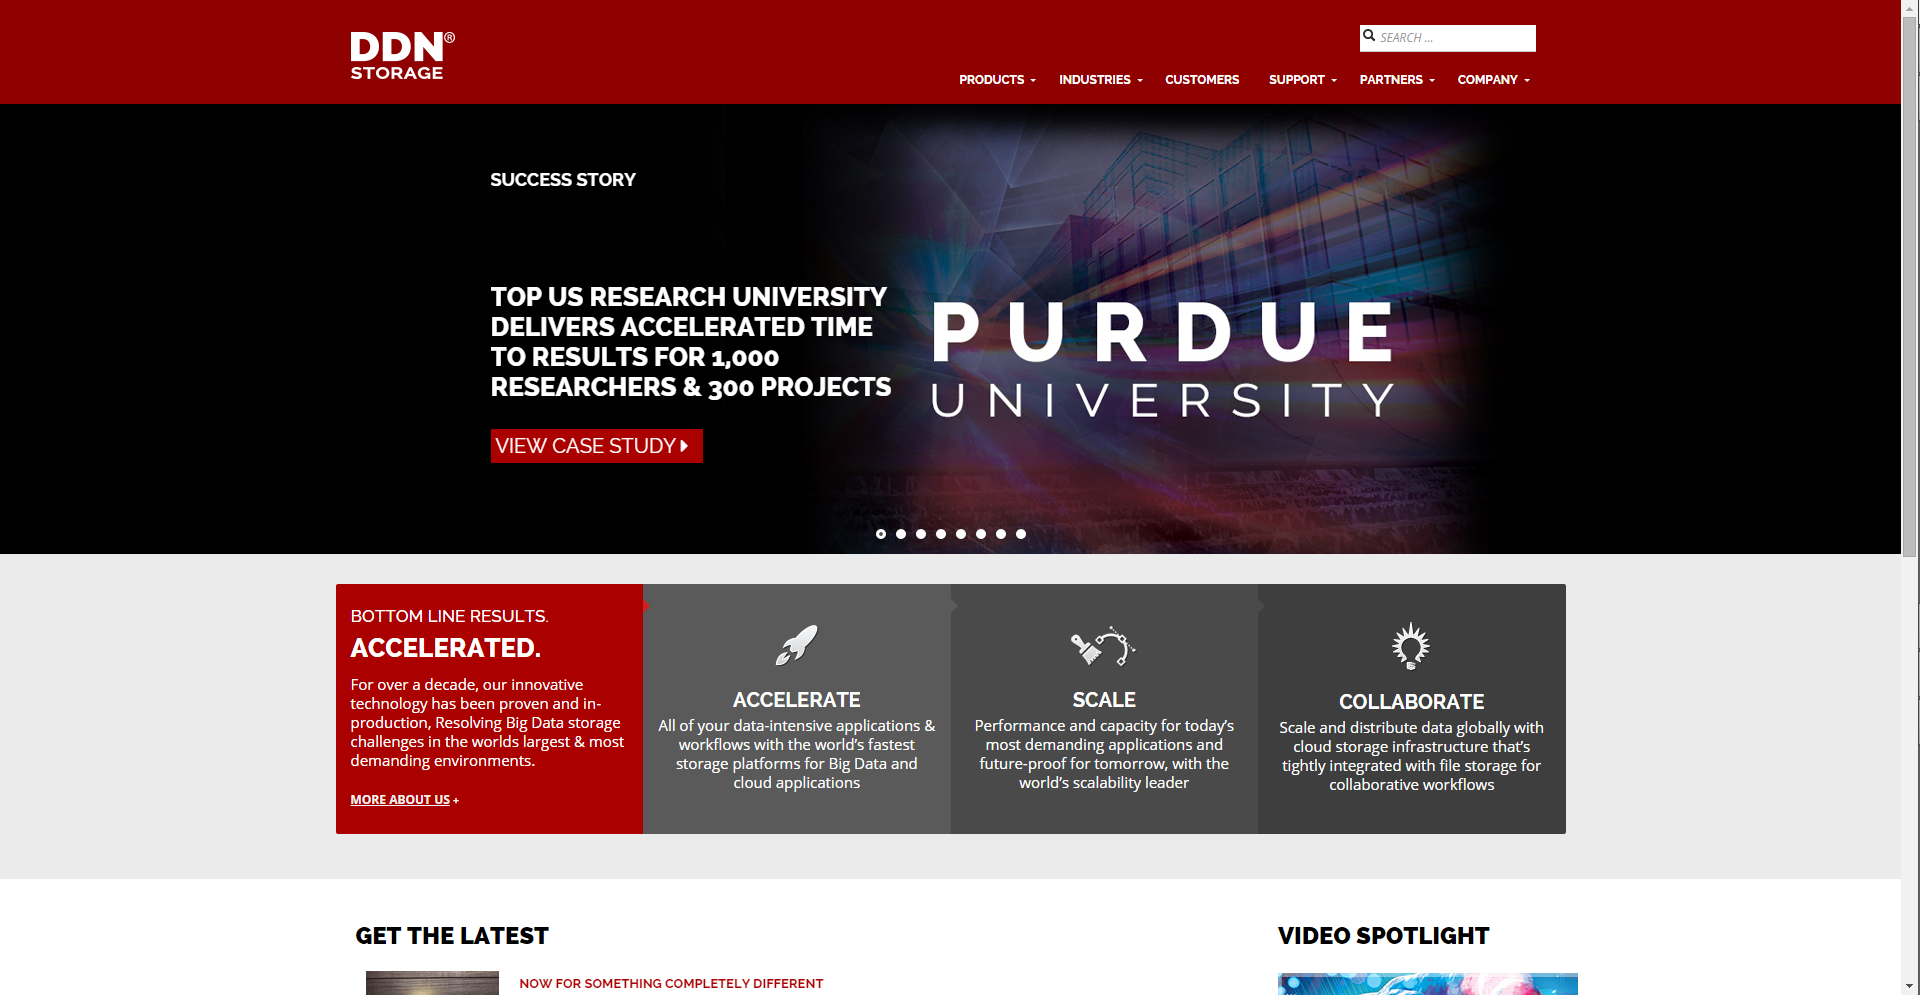 DDN®
STORAGE
SEARCH ...
PRODUCTS
INDUSTRIES
CUSTOMERS
SUPPORT
PARTNERS
COMPANY
SUCCESS STORY
TOP US RESEARCH UNIVERSITY
DELIVERS ACCELERATED TIME
TO RESULTS FOR 1,000
RESEARCHERS & 300 PROJECTS
VIEW CASE STUDY
PURDUE
UNIVERSITY
BOTTOM LINE RESULTS.
ACCELERATED.
For over a decade, our innovative
technology has been proven and in-
production, Resolving Big Data storage
challenges in the worlds largest & most
demanding environments.
MORE ABOUT US +
ACCELERATE
All of your data-intensive applications &
workflows with the world's fastest
storage platforms for Big Data and
cloud applications
SCALE
Performance and capacity for today's
most demanding applications and
future-proof for tomorrow, with the
world's scalability leader
COLLABORATE
Scale and distribute data globally with
cloud storage infrastructure that's
tightly integrated with file storage for
collaborative workflows
GET THE LATEST
NOW FOR SOMETHING COMPLETELY DIFFERENT
VIDEO SPOTLIGHT